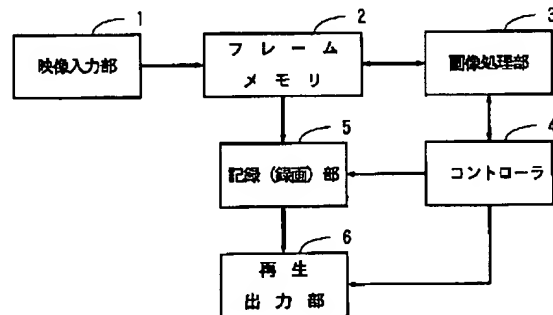 1
映像入力部
2
フレーム
メモリ
3
画像処理部
4
コントローラ
5
記録(録画)部
6
再生
出力部